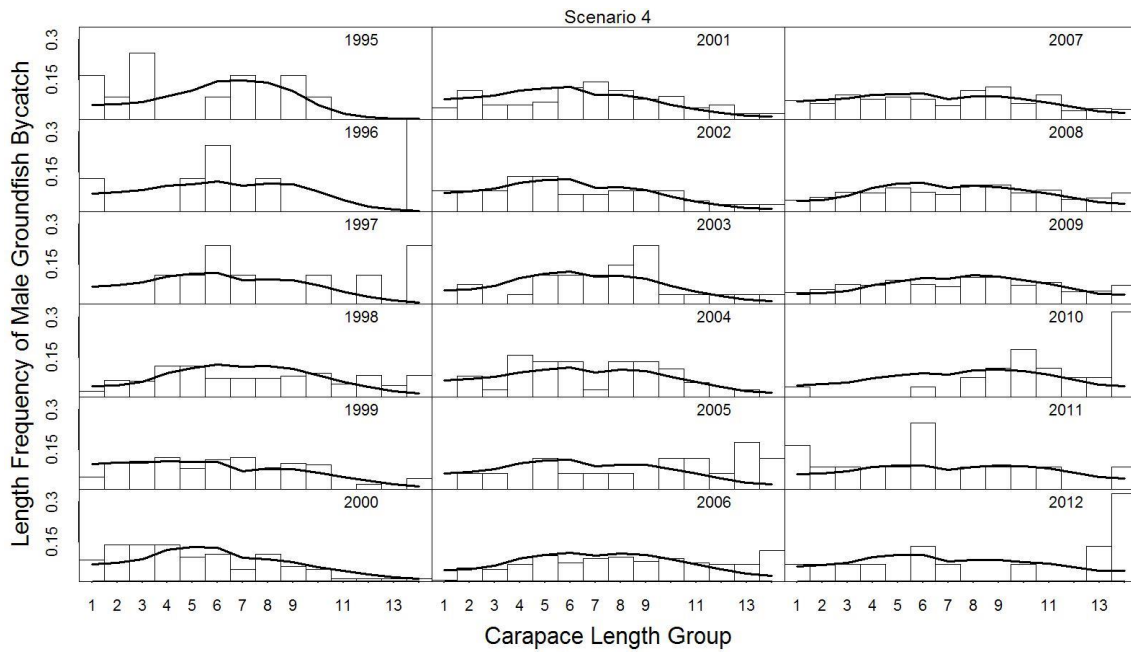 Scenario 4
1995 2001 2007
0.3
0.15
1996 2002 2008
0.3
0.15
1997 2003 2009
0.3
0.15
1998 2004 2010
0.3
0.15
1999 2005 2011
0.3
0.15
2000 2006 2012
0.3
0.15
Length Frequency of Male Groundfish Bycatch
1 2 3 4 5 6 7 8 9 11 13 1 2 3 4 5 6 7 8 9 11 13 1 2 3 4 5 6 7 8 9 11 13
Carapace Length Group